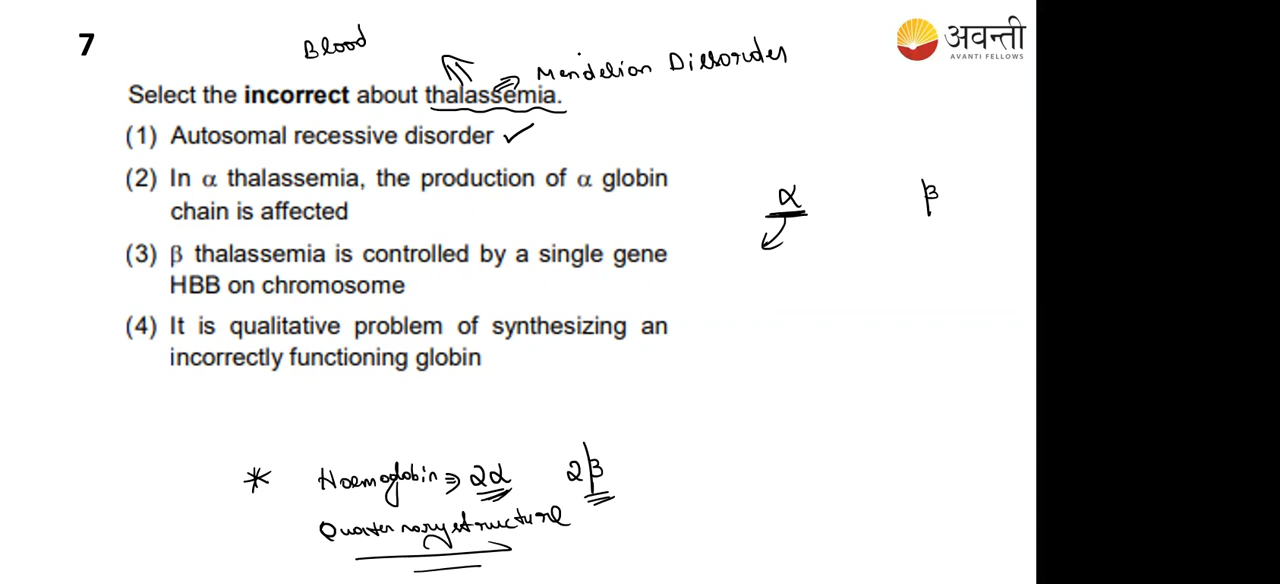 7
Blood
अवन्ती
AVANTI FELLOWS
Mendelion Dissorder
Select the incorrect about thalassemia.
(1) Autosomal recessive disorder ✓
(2) In α thalassemia, the production of α globin
chain is affected
α β
(3) β thalassemia is controlled by a single gene
HBB on chromosome
(4) It is qualitative problem of synthesizing an
incorrectly functioning globin
* Haemoglobin ⇒ 2α 2β
Quaternary structure